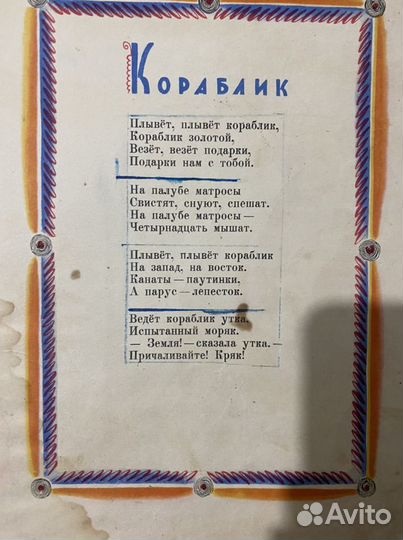 Кораблик
Плывёт, плывёт кораблик,
Кораблик золотой,
Везёт, везёт подарки,
Подарки нам с тобой.
На палубе матросы
Свистят, снуют, спешат.
На палубе матросы —
Четырнадцать мышат.
Плывёт, плывёт кораблик
На запад, на восток.
Канаты — паутинки,
А парус — лепесток.
Ведёт кораблик утка,
Испытанный моряк.
— Земля! — сказала утка. —
Причаливайте! Кряк!
Avito